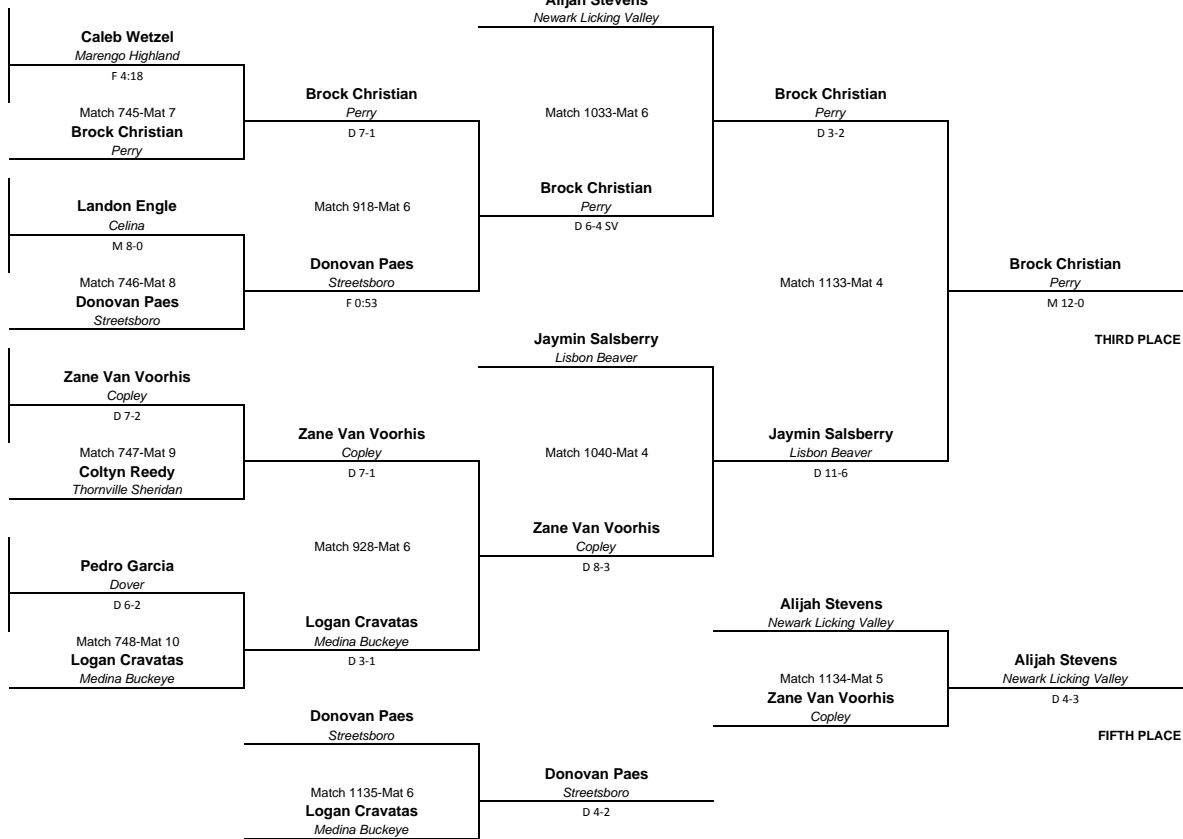 Caleb Wetzel
Marengo Highland
F 4:18
Match 745-Mat 7
Brock Christian
Perry
Landon Engle
Celina
M 8-0
Match 746-Mat 8
Donovan Paes
Streetsboro
Zane Van Voorhis
Copley
D 7-2
Match 747-Mat 9
Coltyn Reedy
Thornville Sheridan
Pedro Garcia
Dover
D 6-2
Match 748-Mat 10
Logan Cravatas
Medina Buckeye
Brock Christian
Perry
D 7-1
Match 918-Mat 6
Donovan Paes
Streetsboro
F 0:53
Zane Van Voorhis
Copley
D 7-1
Match 928-Mat 6
Logan Cravatas
Medina Buckeye
D 3-1
Donovan Paes
Streetsboro
Match 1135-Mat 6
Logan Cravatas
Medina Buckeye
Alijah Stevens
Newark Licking Valley
Match 1033-Mat 6
Brock Christian
Perry
D 6-4 SV
Jaymin Salsberry
Lisbon Beaver
Match 1040-Mat 4
Zane Van Voorhis
Copley
D 8-3
Donovan Paes
Streetsboro
D 4-2
Brock Christian
Perry
D 3-2
Match 1133-Mat 4
Jaymin Salsberry
Lisbon Beaver
D 11-6
Alijah Stevens
Newark Licking Valley
Match 1134-Mat 5
Zane Van Voorhis
Copley
Brock Christian
Perry
M 12-0
THIRD PLACE
Alijah Stevens
Newark Licking Valley
D 4-3
FIFTH PLACE